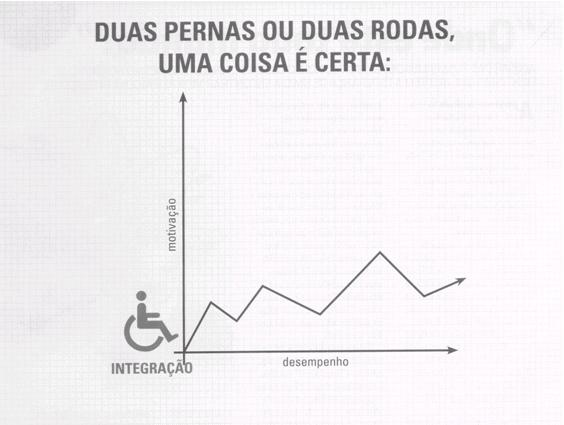 DUAS PERNAS OU DUAS RODAS,
UMA COISA É CERTA:
motivação
INTEGRAÇÃO
desempenho